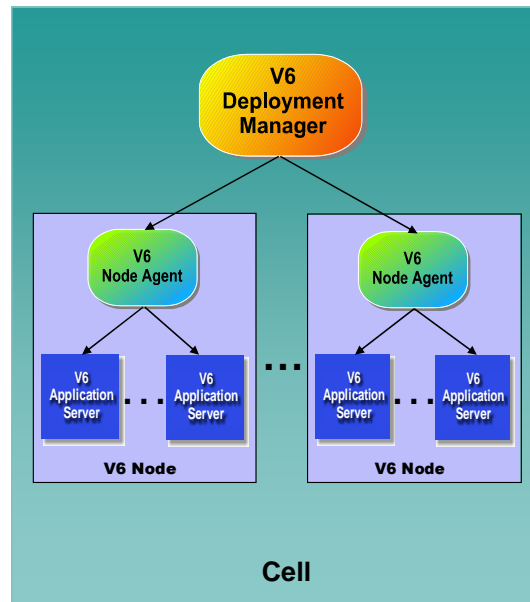 V6
Deployment
Manager
V6
Node Agent
V6
Node Agent
V6
Application
Server
...
V6
Application
Server
...
V6
Application
Server
...
V6
Application
Server
V6 Node
V6 Node
Cell